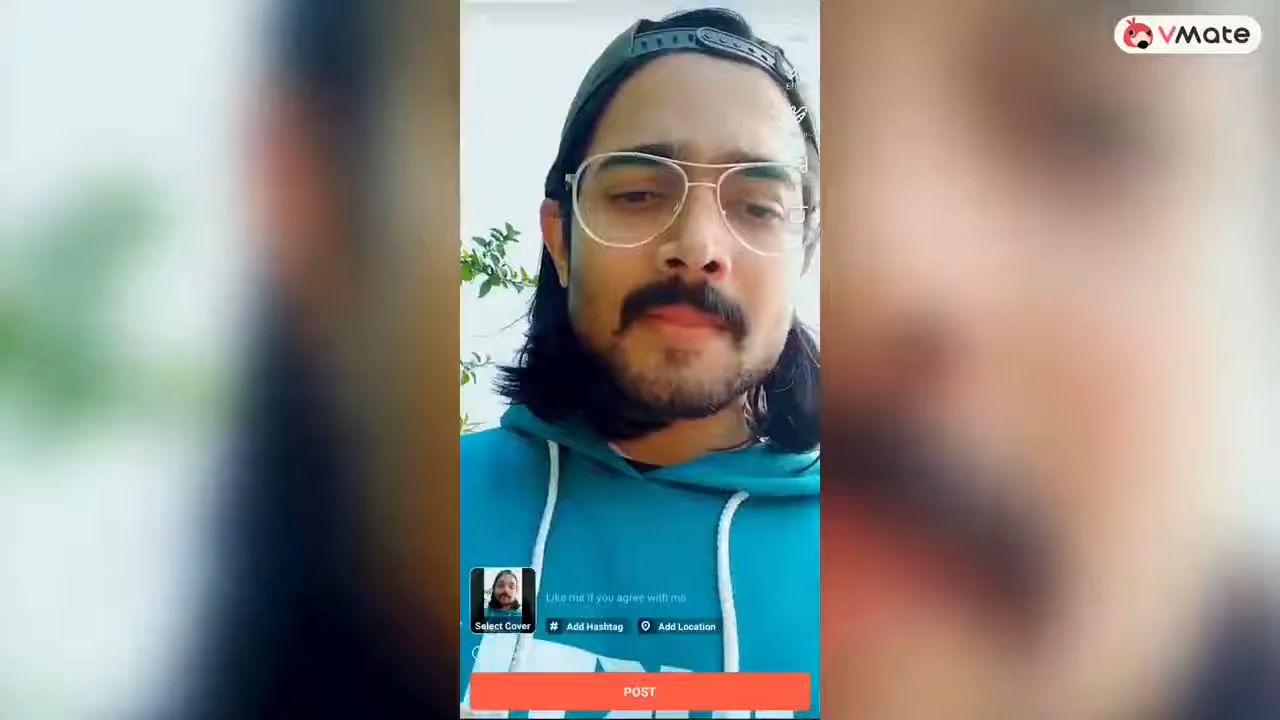 VMate
Like me if you agree with me
Select Cover
# Add Hashtag
Add Location
POST